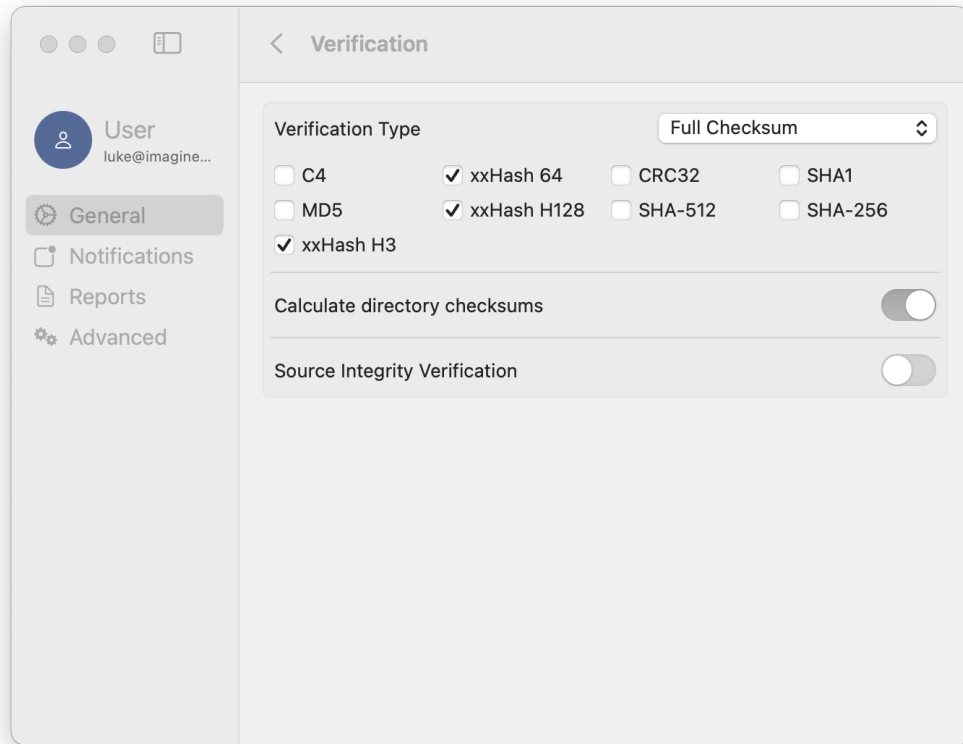 Verification
User
luke@imagine...
General
Notifications
Reports
Advanced
Verification Type
Full Checksum
C4
xxHash 64
CRC32
SHA1
MD5
xxHash H128
SHA-512
SHA-256
xxHash H3
Calculate directory checksums
Source Integrity Verification